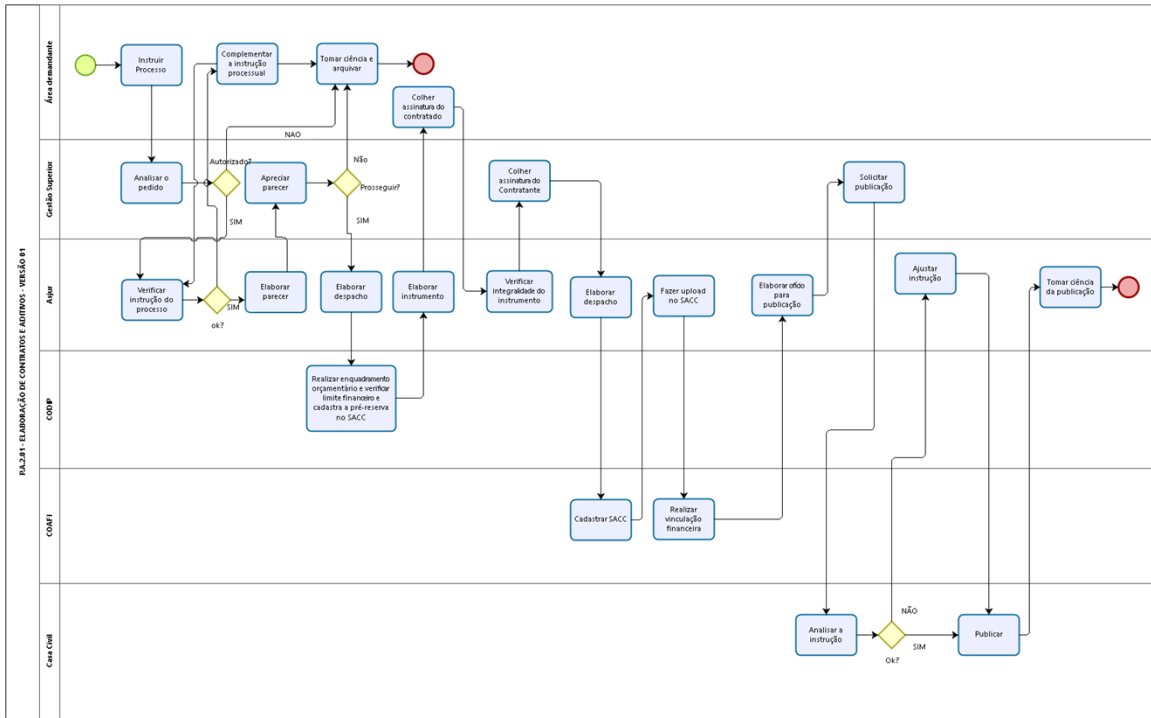 P.A.2.01 - ELABORAÇÃO DE CONTRATOS E ADITIVOS - VERSÃO 01
Área demandante
Instruir
Processo
Complementar
a instrução
processual
Tomar ciência e
arquivar
Colher
assinatura do
contratado
NAO
Gestão Superior
Analisar o
pedido
Autorizado?
SIM
Apreciar
parecer
Não
Prosseguir?
SIM
Colher
assinatura do
Contratante
Solicitar
publicação
Asjur
Verificar
instrução do
processo
ok?
SIM
Elaborar
parecer
Elaborar
despacho
Elaborar
instrumento
Verificar
integralidade do
instrumento
Elaborar
despacho
Fazer upload
no SACC
Elaborar ofído
para
publicação
Ajustar
instrução
Tomar ciência
da publicação
CODIP
Realizar enquadramento
orçamentário e verificar
limite financeiro e
cadastra a pré-reserva
no SACC
COAFI
Cadastrar SACC
Realizar
vinculação
financeira
Casa Civil
Analisar a
instrução
Ok?
NÃO
SIM
Publicar